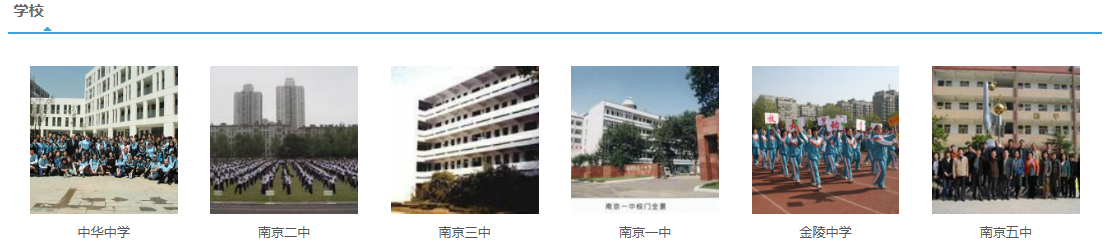 学校
南京一中校门全景
中华中学
南京二中
南京三中
南京一中
金陵中学
南京五中